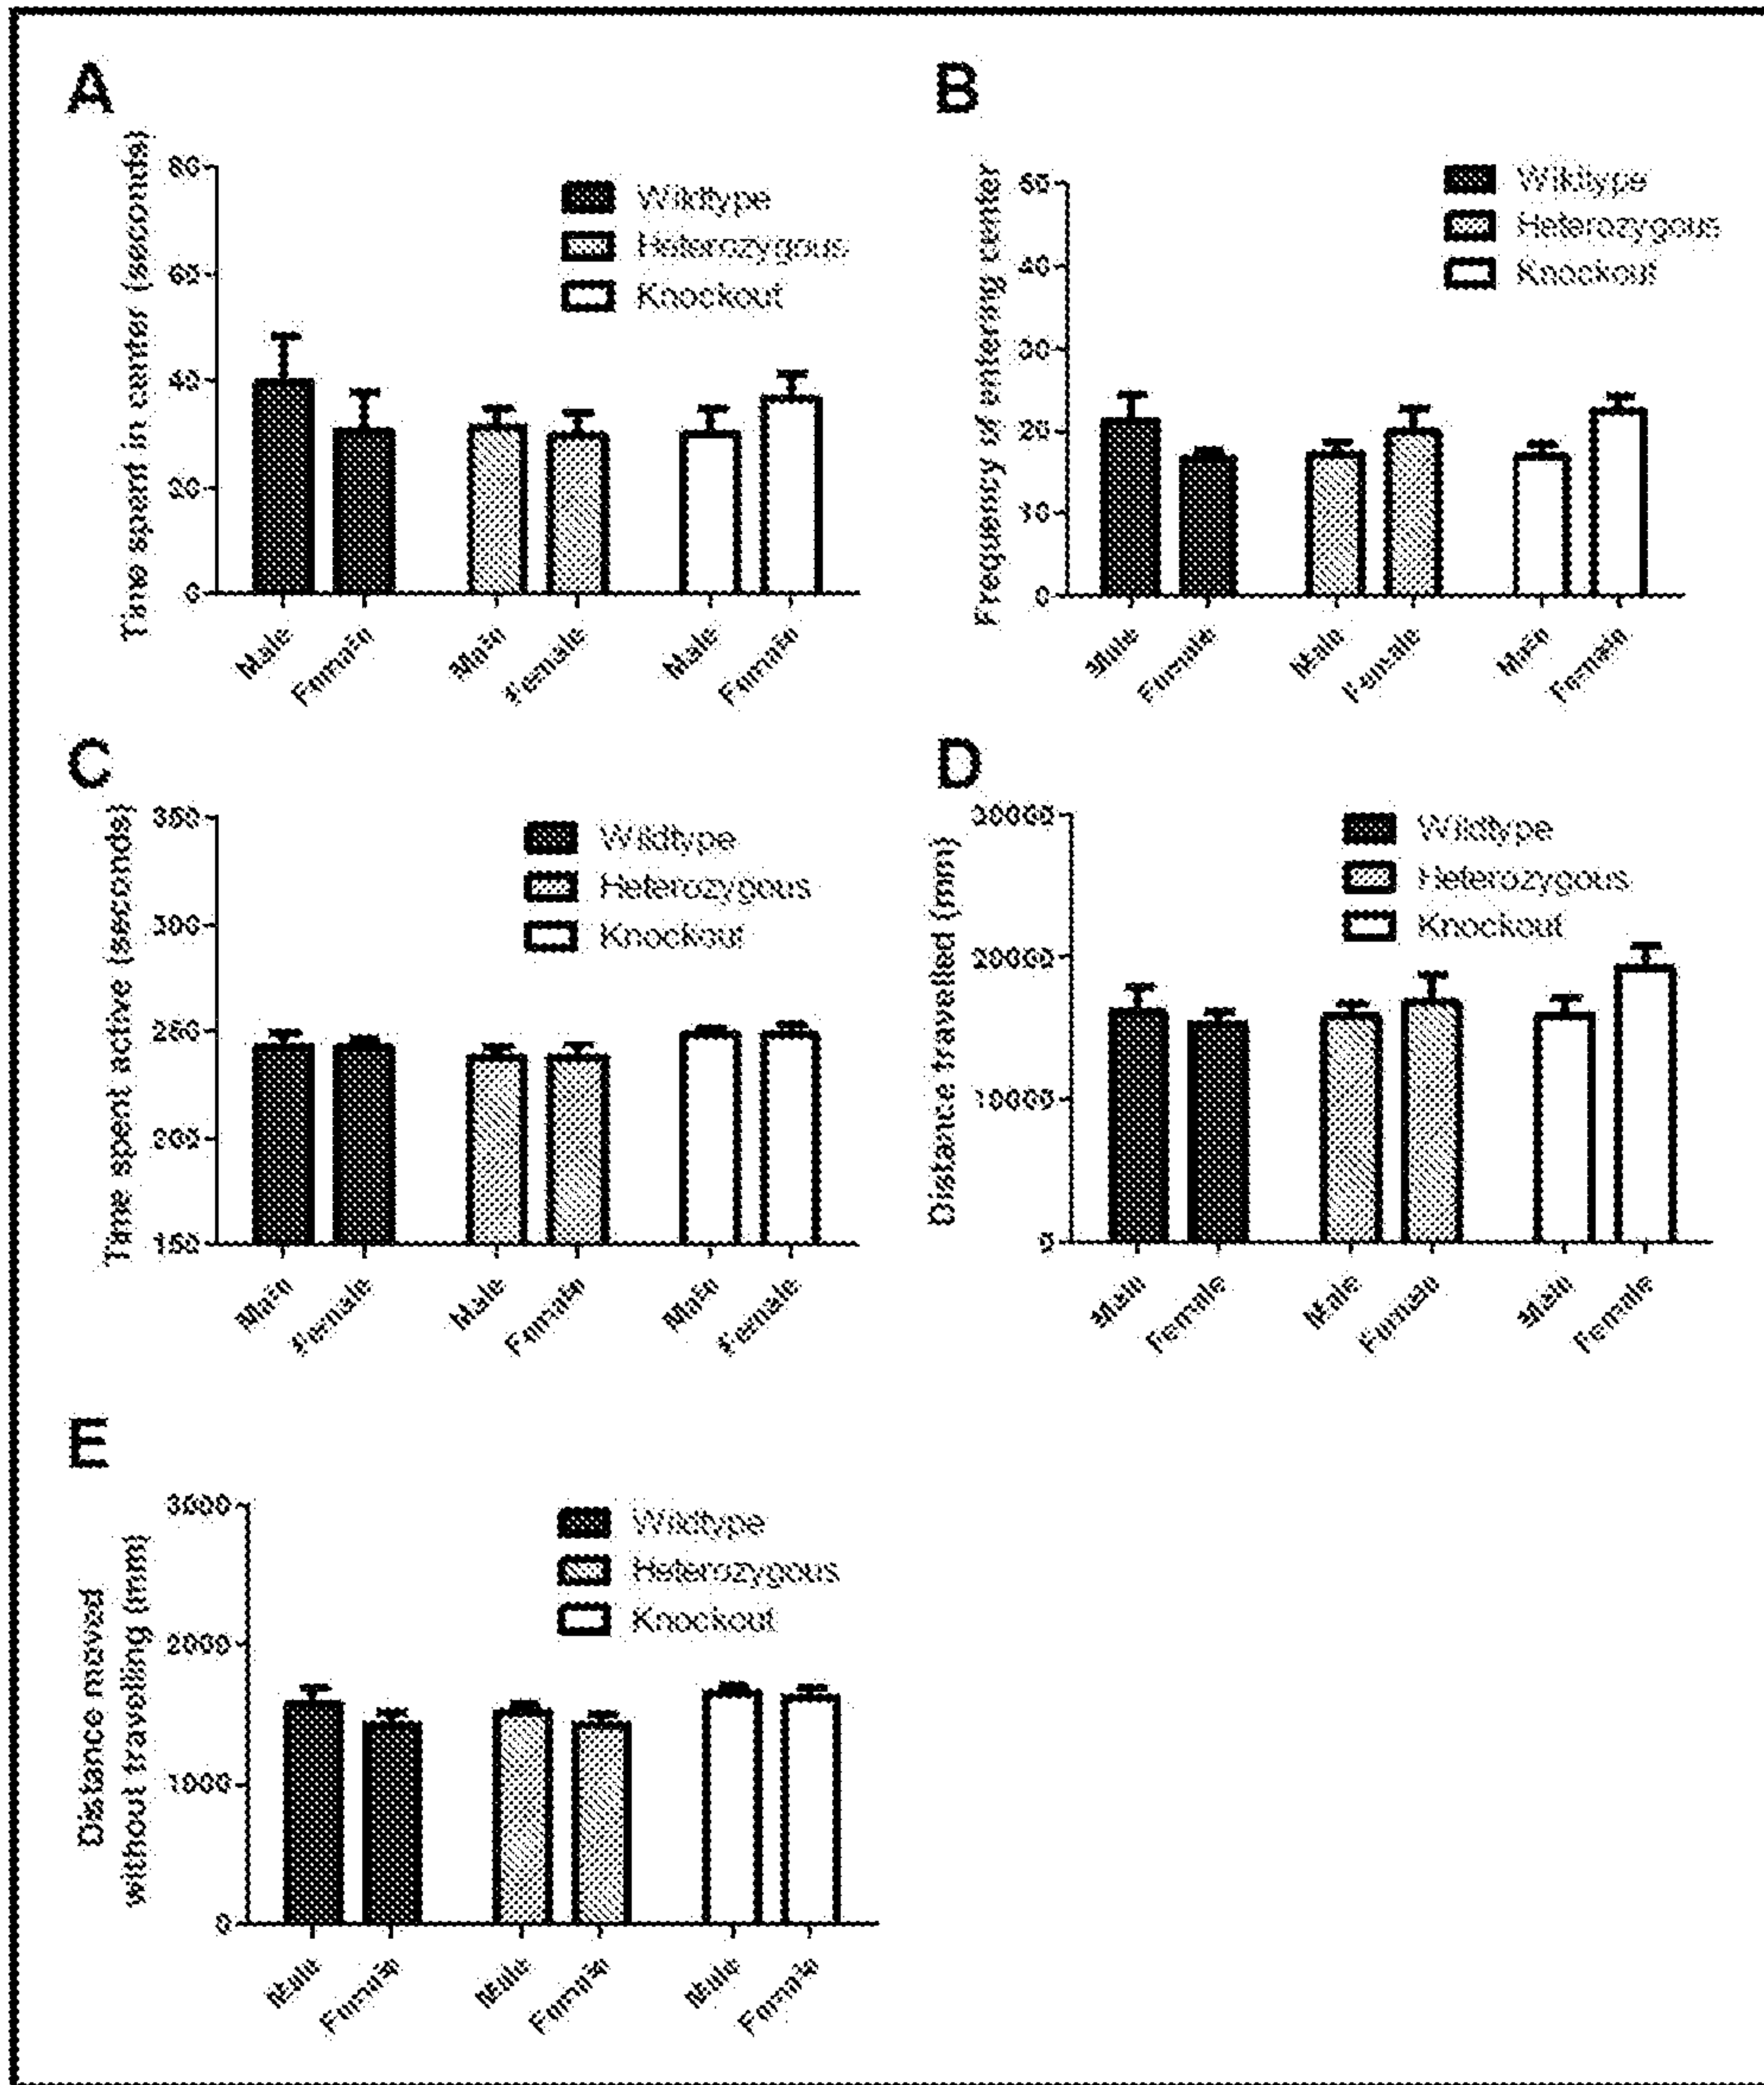 A
Time spent in center (seconds)
80
60
40
20
0
Wildtype
Heterozygous
Knockout
Male
Female
Male
Female
Male
Female
B
Frequency of entering center
50
40
30
20
10
0
Wildtype
Heterozygous
Knockout
Male
Female
Male
Female
Male
Female
C
Time spent active (seconds)
350
300
250
200
150
Wildtype
Heterozygous
Knockout
Male
Female
Male
Female
Male
Female
D
Distance travelled (mm)
30000
20000
10000
0
Wildtype
Heterozygous
Knockout
Male
Female
Male
Female
Male
Female
E
Distance moved
without travelling (mm)
3000
2000
1000
0
Wildtype
Heterozygous
Knockout
Male
Female
Male
Female
Male
Female